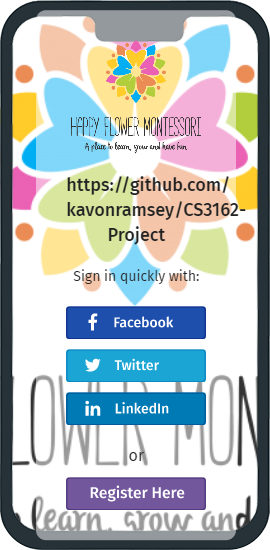 HAPPY FLOWER MONTESSORI
A place to learn, grow and have fun
https://github.com/
kavonramsey/CS3162-
Project
Sign in quickly with:
Facebook
Twitter
LinkedIn
LOWER MON
or
Register Here
learn, grow and